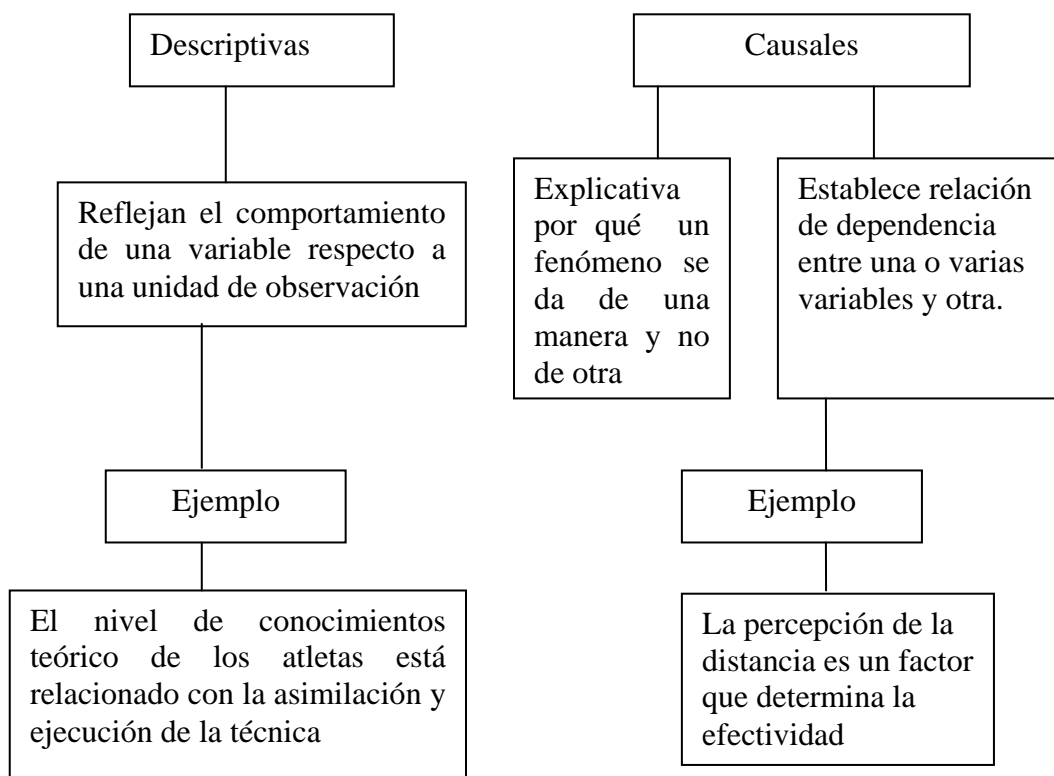 Descriptivas
Reflejan el comportamiento
de una variable respecto a
una unidad de observación
Ejemplo
El nivel de conocimientos
teórico de los atletas está
relacionado con la asimilación y
ejecución de la técnica
Causales
Explicativa
por qué un
fenómeno se
da de una
manera y no
de otra
Establece relación
de dependencia
entre una o varias
variables y otra.
Ejemplo
La percepción de la
distancia es un factor
que determina la
efectividad